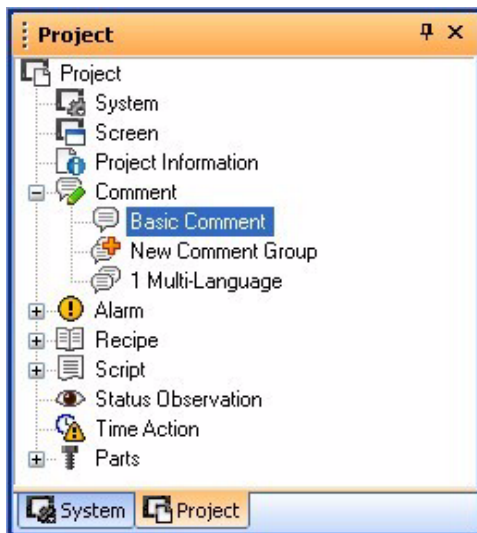 Project
Project
System
Screen
Project Information
Comment
Basic Comment
New Comment Group
1 Multi-Language
Alarm
Recipe
Script
Status Observation
Time Action
Parts
System Project